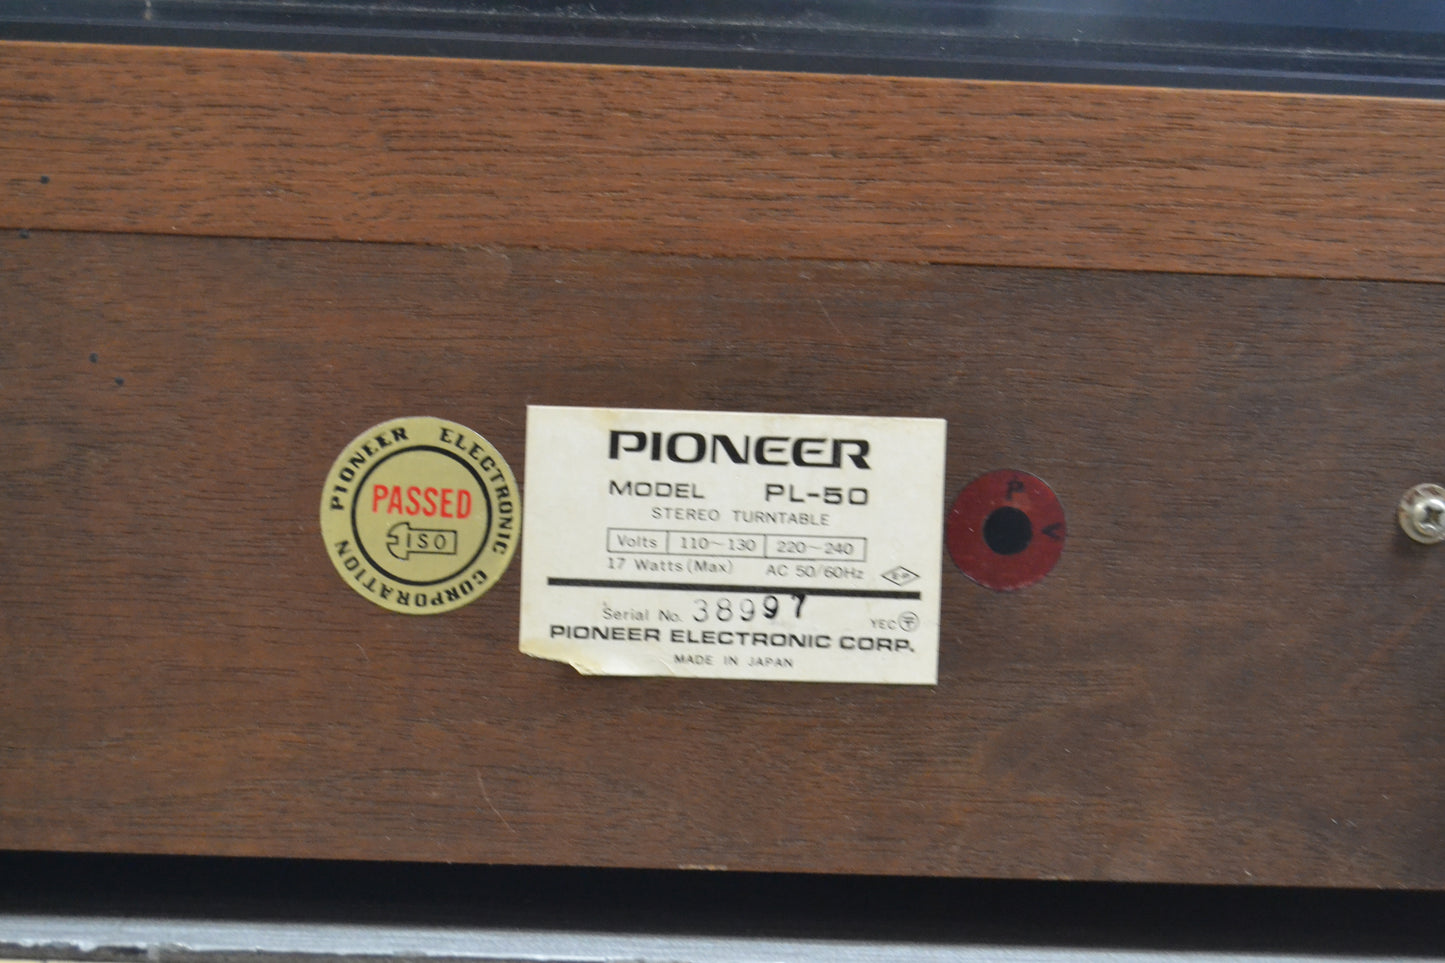 PIONEER ELECTRONIC CORPORATION
PASSED
ISO
PIONEER
MODEL PL-50
STEREO TURNTABLE
Volts 110~130 220~240
17 Watts (Max) AC 50/60Hz
Serial No. 38997
YEC
PIONEER ELECTRONIC CORP.
MADE IN JAPAN
P
V